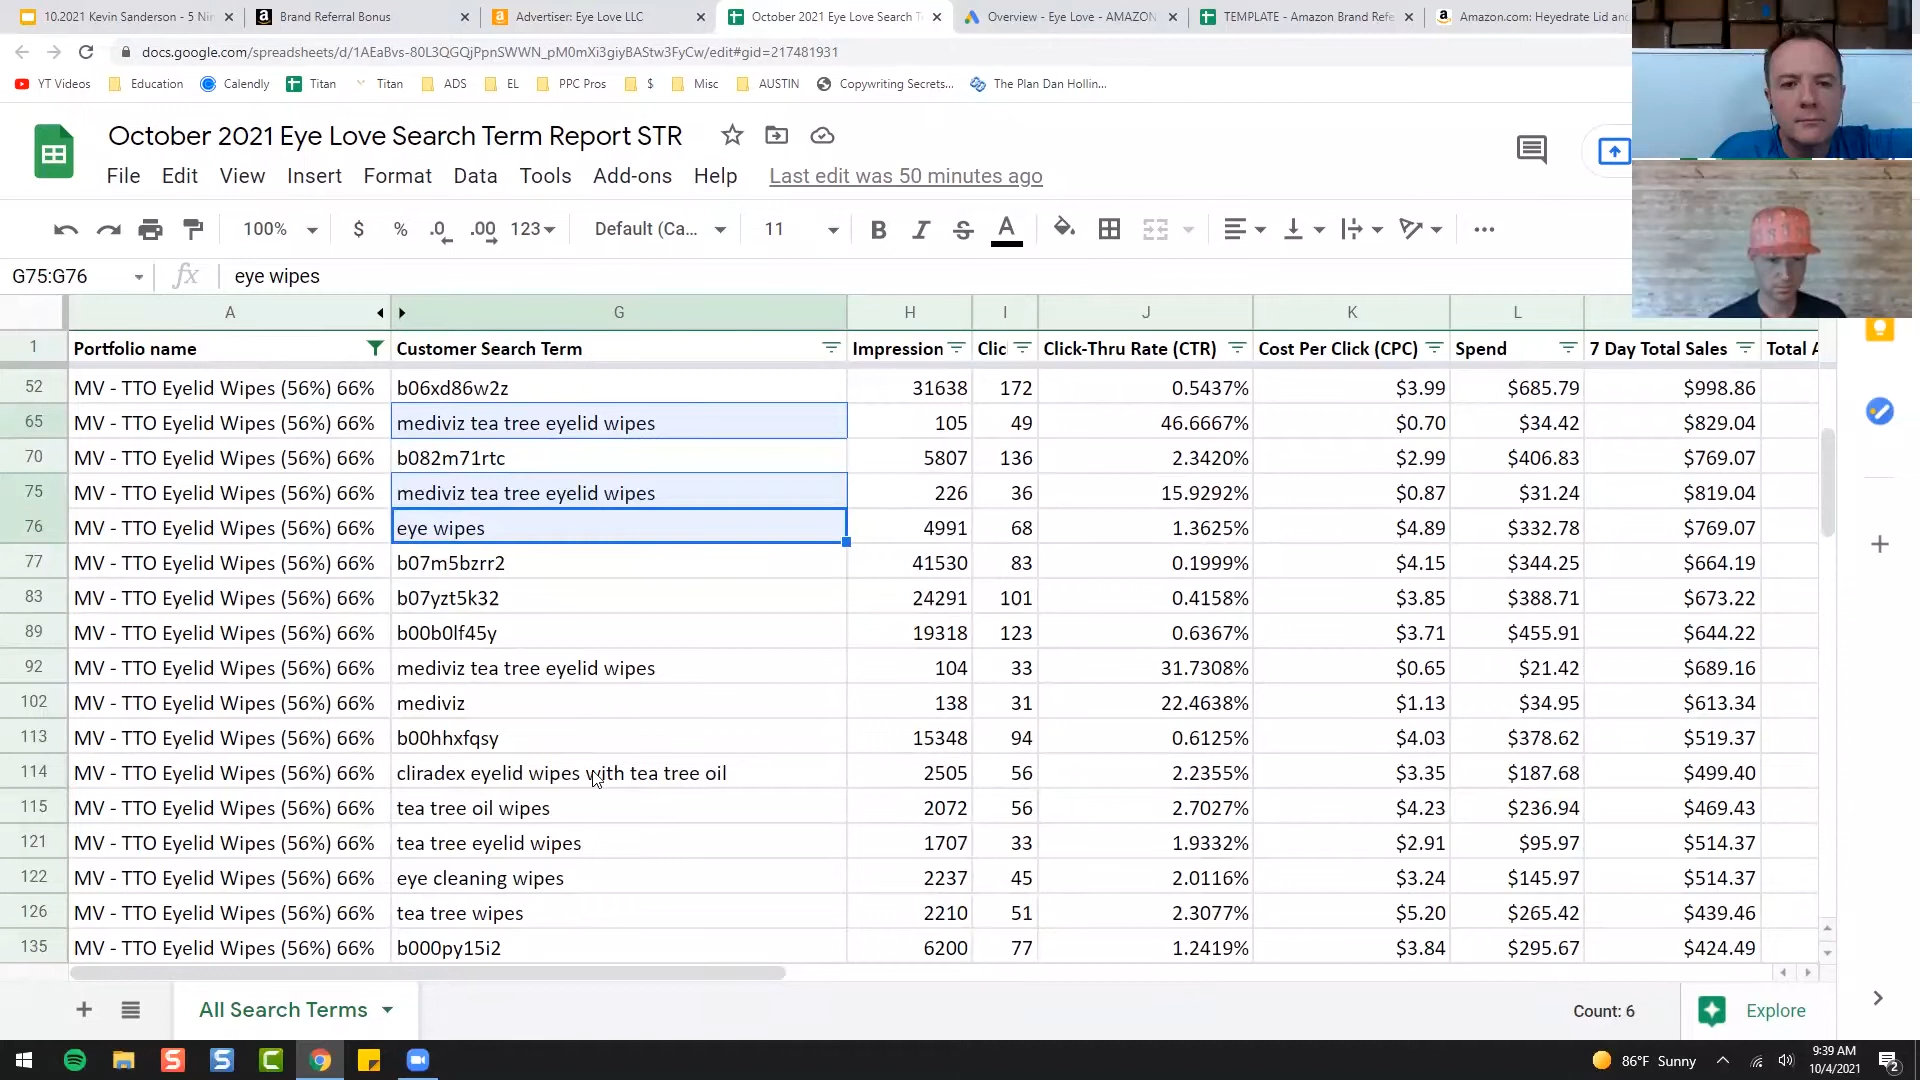 10.2021 Kevin Sanderson - 5 Nin
Brand Referral Bonus
Advertiser: Eye Love LLC
October 2021 Eye Love Search T
Overview - Eye Love - AMAZON
TEMPLATE - Amazon Brand Refe
Amazon.com: Heyedrate Lid and
docs.google.com/spreadsheets/d/1AEaBvs-80L3QGQjPpnSWWN_pM0mXi3giyBAStw3FyCw/edit#gid=217481931
YT Videos Education Calendly Titan Titan ADS EL PPC Pros $ Misc AUSTIN Copywriting Secrets... The Plan Dan Hollin...
October 2021 Eye Love Search Term Report STR
File Edit View Insert Format Data Tools Add-ons Help Last edit was 50 minutes ago
100% $ % .0 .00 123 Default (Ca... 11 B I S A
G75:G76 fx eye wipes
A G H I J K L
1 Portfolio name Customer Search Term Impression Clic Click-Thru Rate (CTR) Cost Per Click (CPC) Spend 7 Day Total Sales Total A
52 MV - TTO Eyelid Wipes (56%) 66% b06xd86w2z 31638 172 0.5437% $3.99 $685.79 $998.86
65 MV - TTO Eyelid Wipes (56%) 66% mediviz tea tree eyelid wipes 105 49 46.6667% $0.70 $34.42 $829.04
70 MV - TTO Eyelid Wipes (56%) 66% b082m71rtc 5807 136 2.3420% $2.99 $406.83 $769.07
75 MV - TTO Eyelid Wipes (56%) 66% mediviz tea tree eyelid wipes 226 36 15.9292% $0.87 $31.24 $819.04
76 MV - TTO Eyelid Wipes (56%) 66% eye wipes 4991 68 1.3625% $4.89 $332.78 $769.07
77 MV - TTO Eyelid Wipes (56%) 66% b07m5bzrr2 41530 83 0.1999% $4.15 $344.25 $664.19
83 MV - TTO Eyelid Wipes (56%) 66% b07yzt5k32 24291 101 0.4158% $3.85 $388.71 $673.22
89 MV - TTO Eyelid Wipes (56%) 66% b00b0lf45y 19318 123 0.6367% $3.71 $455.91 $644.22
92 MV - TTO Eyelid Wipes (56%) 66% mediviz tea tree eyelid wipes 104 33 31.7308% $0.65 $21.42 $689.16
102 MV - TTO Eyelid Wipes (56%) 66% mediviz 138 31 22.4638% $1.13 $34.95 $613.34
113 MV - TTO Eyelid Wipes (56%) 66% b00hhxfqsy 15348 94 0.6125% $4.03 $378.62 $519.37
114 MV - TTO Eyelid Wipes (56%) 66% cliradex eyelid wipes with tea tree oil 2505 56 2.2355% $3.35 $187.68 $499.40
115 MV - TTO Eyelid Wipes (56%) 66% tea tree oil wipes 2072 56 2.7027% $4.23 $236.94 $469.43
121 MV - TTO Eyelid Wipes (56%) 66% tea tree eyelid wipes 1707 33 1.9332% $2.91 $95.97 $514.37
122 MV - TTO Eyelid Wipes (56%) 66% eye cleaning wipes 2237 45 2.0116% $3.24 $145.97 $514.37
126 MV - TTO Eyelid Wipes (56%) 66% tea tree wipes 2210 51 2.3077% $5.20 $265.42 $439.46
135 MV - TTO Eyelid Wipes (56%) 66% b000py15i2 6200 77 1.2419% $3.84 $295.67 $424.49
All Search Terms Count: 6 Explore
86°F Sunny
9:39 AM
10/4/2021
2